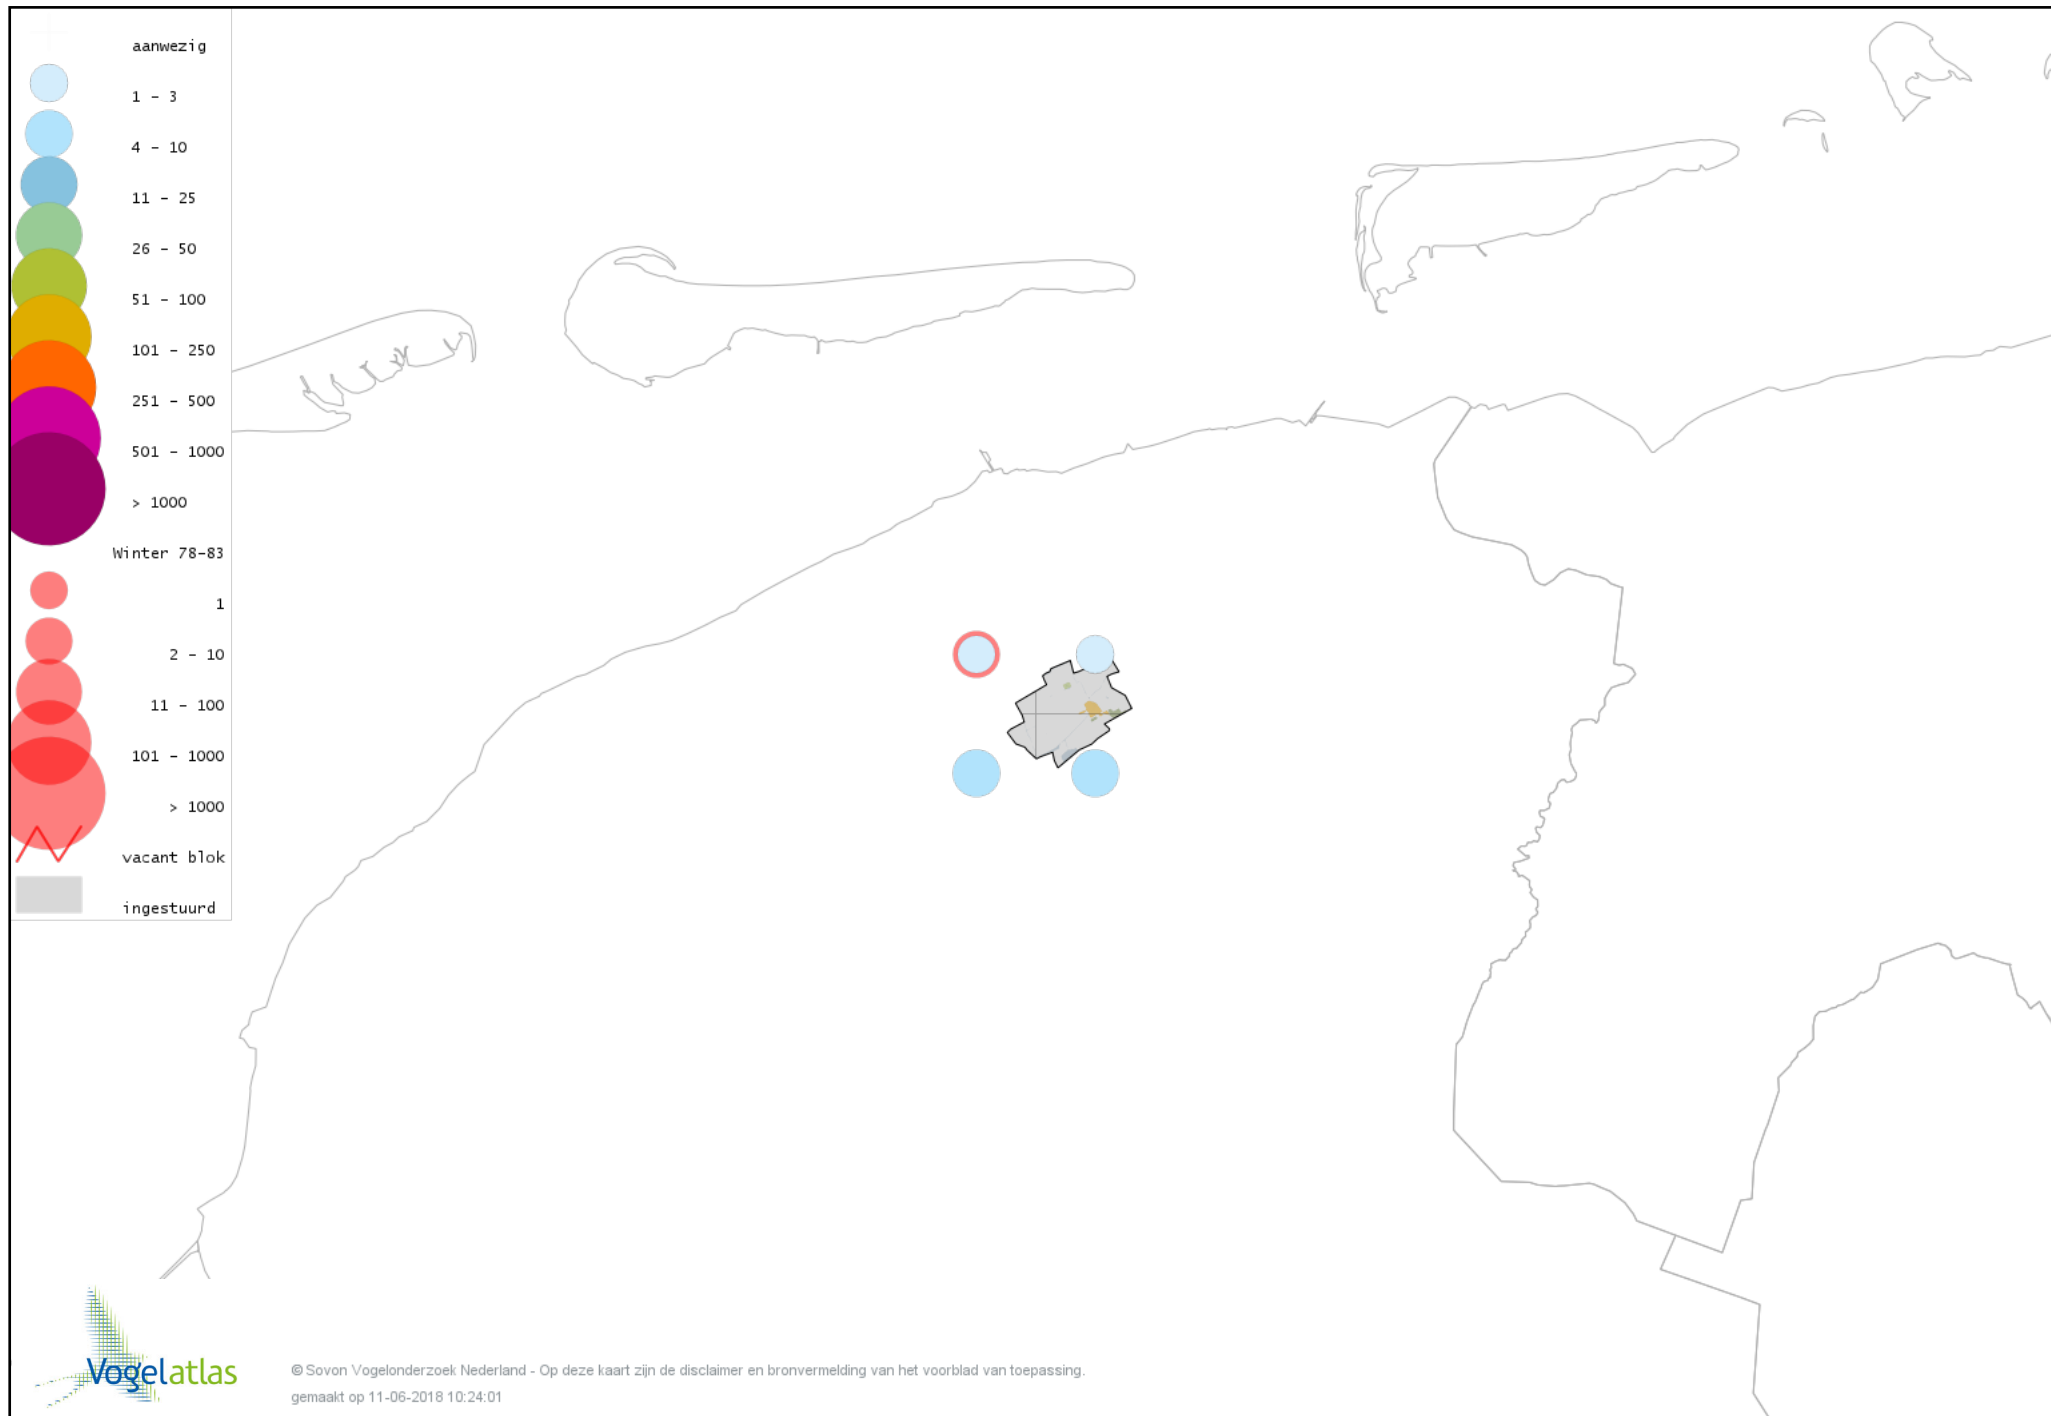 aanwezig
1 - 3
4 - 10
11 - 25
26 - 50
51 - 100
101 - 250
251 - 500
501 - 1000
> 1000
Winter 78-83
1
2 - 10
11 - 100
101 - 1000
> 1000
vacant blok
ingestuurd
Vogelatlas
© Sovon Vogelonderzoek Nederland - Op deze kaart zijn de disclaimer en bronvermelding van het voorblad van toepassing.
gemaakt op 11-06-2018 10:24:01